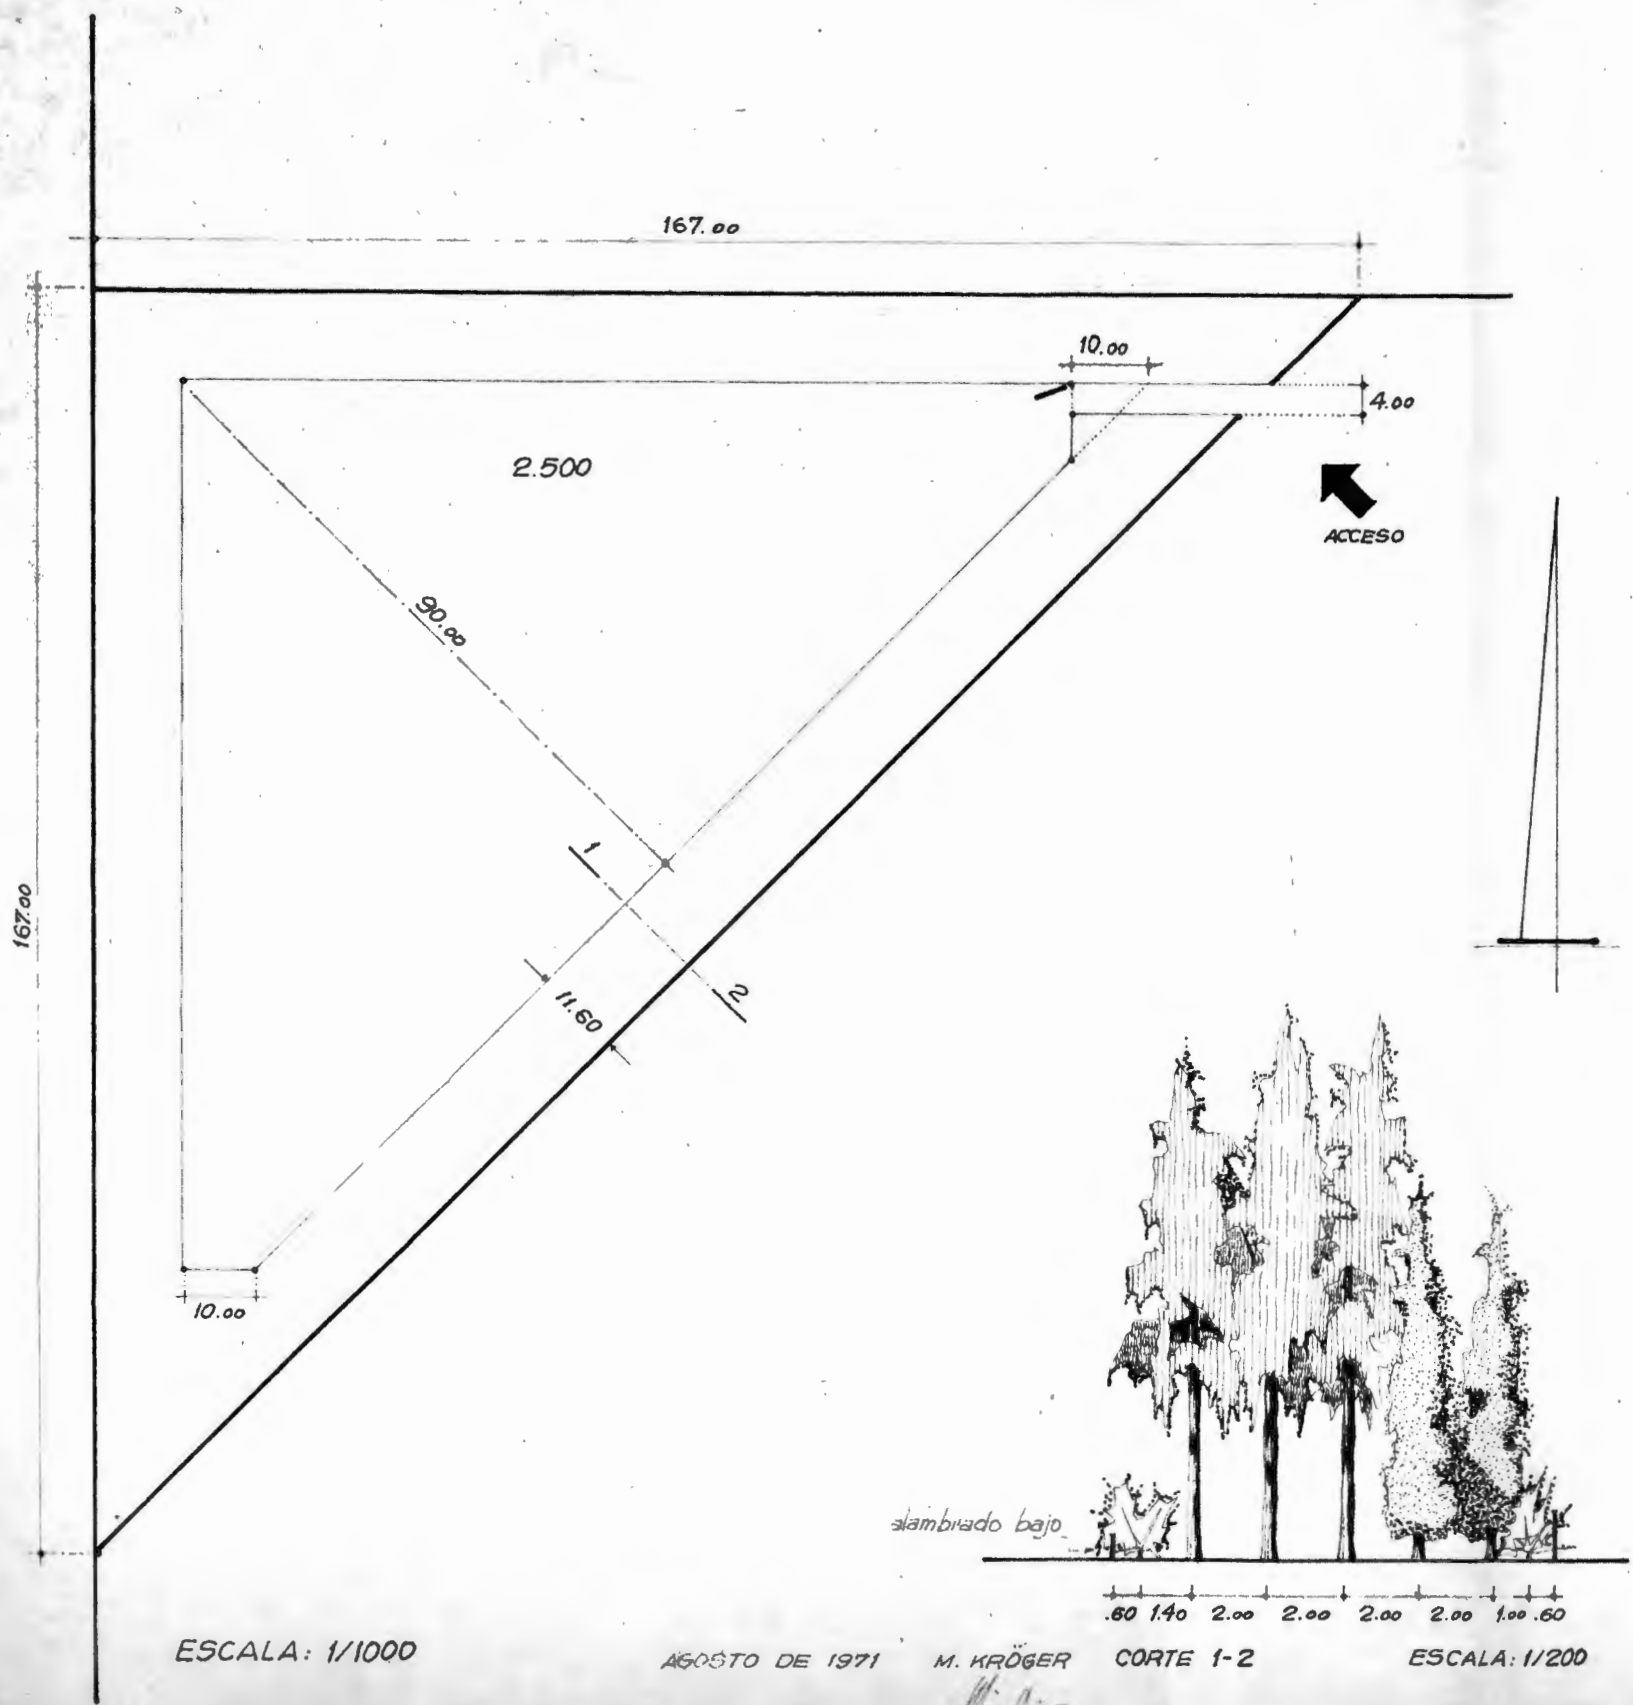 167.00
10.00
4.00
2.500
ACCESO
90.00
1
167.00
2
11.60
10.00
alambrado bajo
.60 1.40 2.00 2.00 2.00 2.00 1.00 .60
ESCALA: 1/1000
AGOSTO DE 1971 M. KRÖGER
CORTE 1-2
ESCALA: 1/200